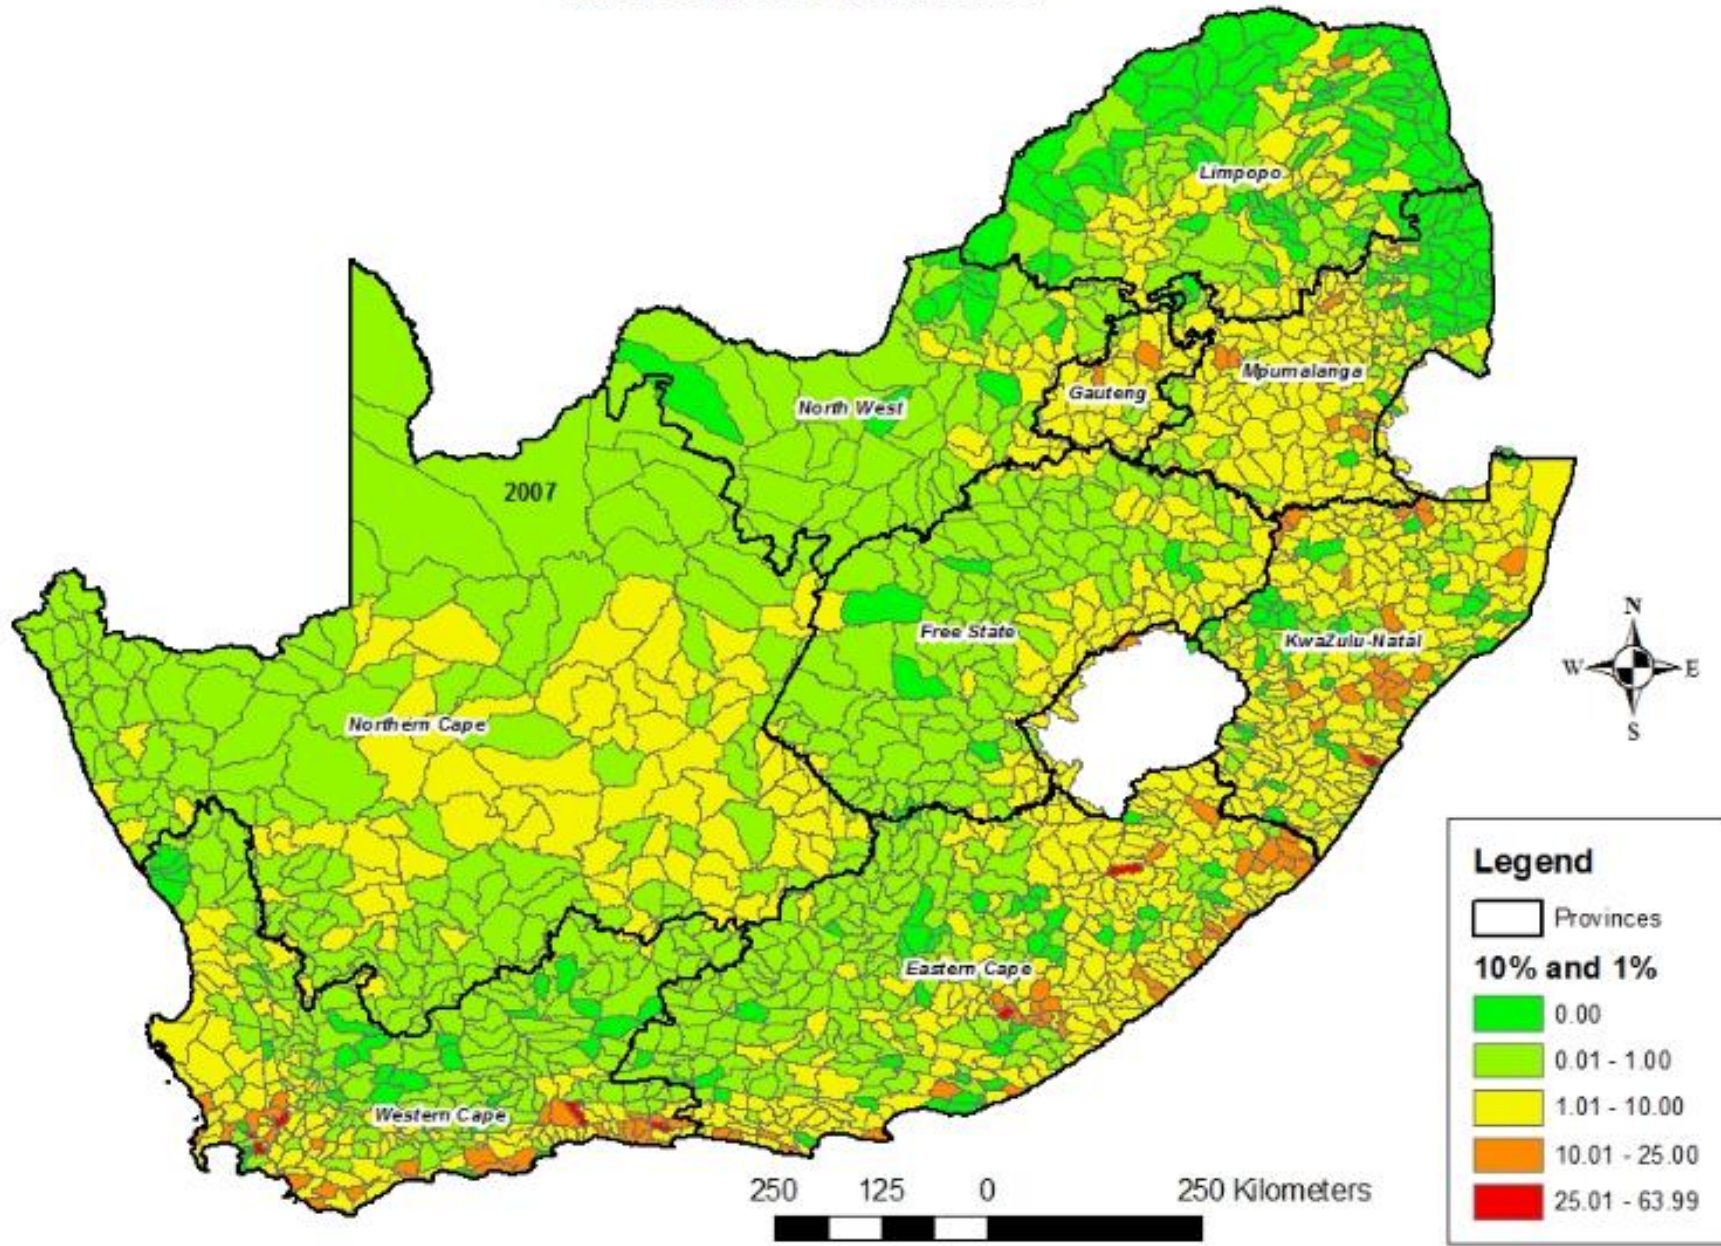 Limpopo
Mpumalanga
Gauteng
North West
2007
Free State
KwaZulu-Natal
N
W E
S
Northern Cape
Eastern Cape
Western Cape
250 125 0 250 Kilometers
Legend
Provinces
10% and 1%
0.00
0.01 - 1.00
1.01 - 10.00
10.01 - 25.00
25.01 - 63.99